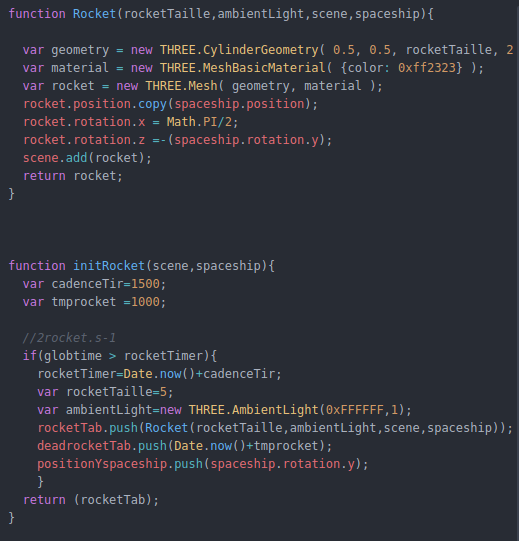 function Rocket(rocketTaille,ambientLight,scene,spaceship){
var geometry = new THREE.CylinderGeometry( 0.5, 0.5, rocketTaille, 2
var material = new THREE.MeshBasicMaterial( {color: 0xff2323} );
var rocket = new THREE.Mesh( geometry, material );
rocket.position.copy(spaceship.position);
rocket.rotation.x = Math.PI/2;
rocket.rotation.z =-(spaceship.rotation.y);
scene.add(rocket);
return rocket;
}
function initRocket(scene,spaceship){
var cadenceTir=1500;
var tmprocket =1000;
//2rocket.s-1
if(globtime > rocketTimer){
rocketTimer=Date.now()+cadenceTir;
var rocketTaille=5;
var ambientLight=new THREE.AmbientLight(0xFFFFFF,1);
rocketTab.push(Rocket(rocketTaille,ambientLight,scene,spaceship));
deadrocketTab.push(Date.now()+tmprocket);
positionYspaceship.push(spaceship.rotation.y);
}
return (rocketTab);
}